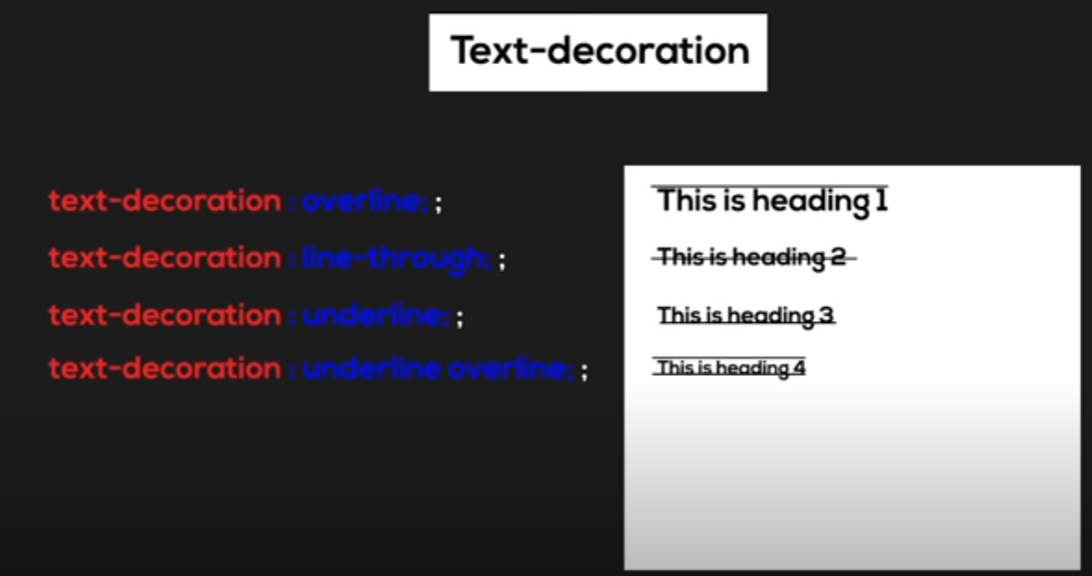 Text-decoration
text-decoration : overline; ;
text-decoration : line-through; ;
text-decoration : underline; ;
text-decoration : underline overline; ;
This is heading 1
This is heading 2
This is heading 3
This is heading 4